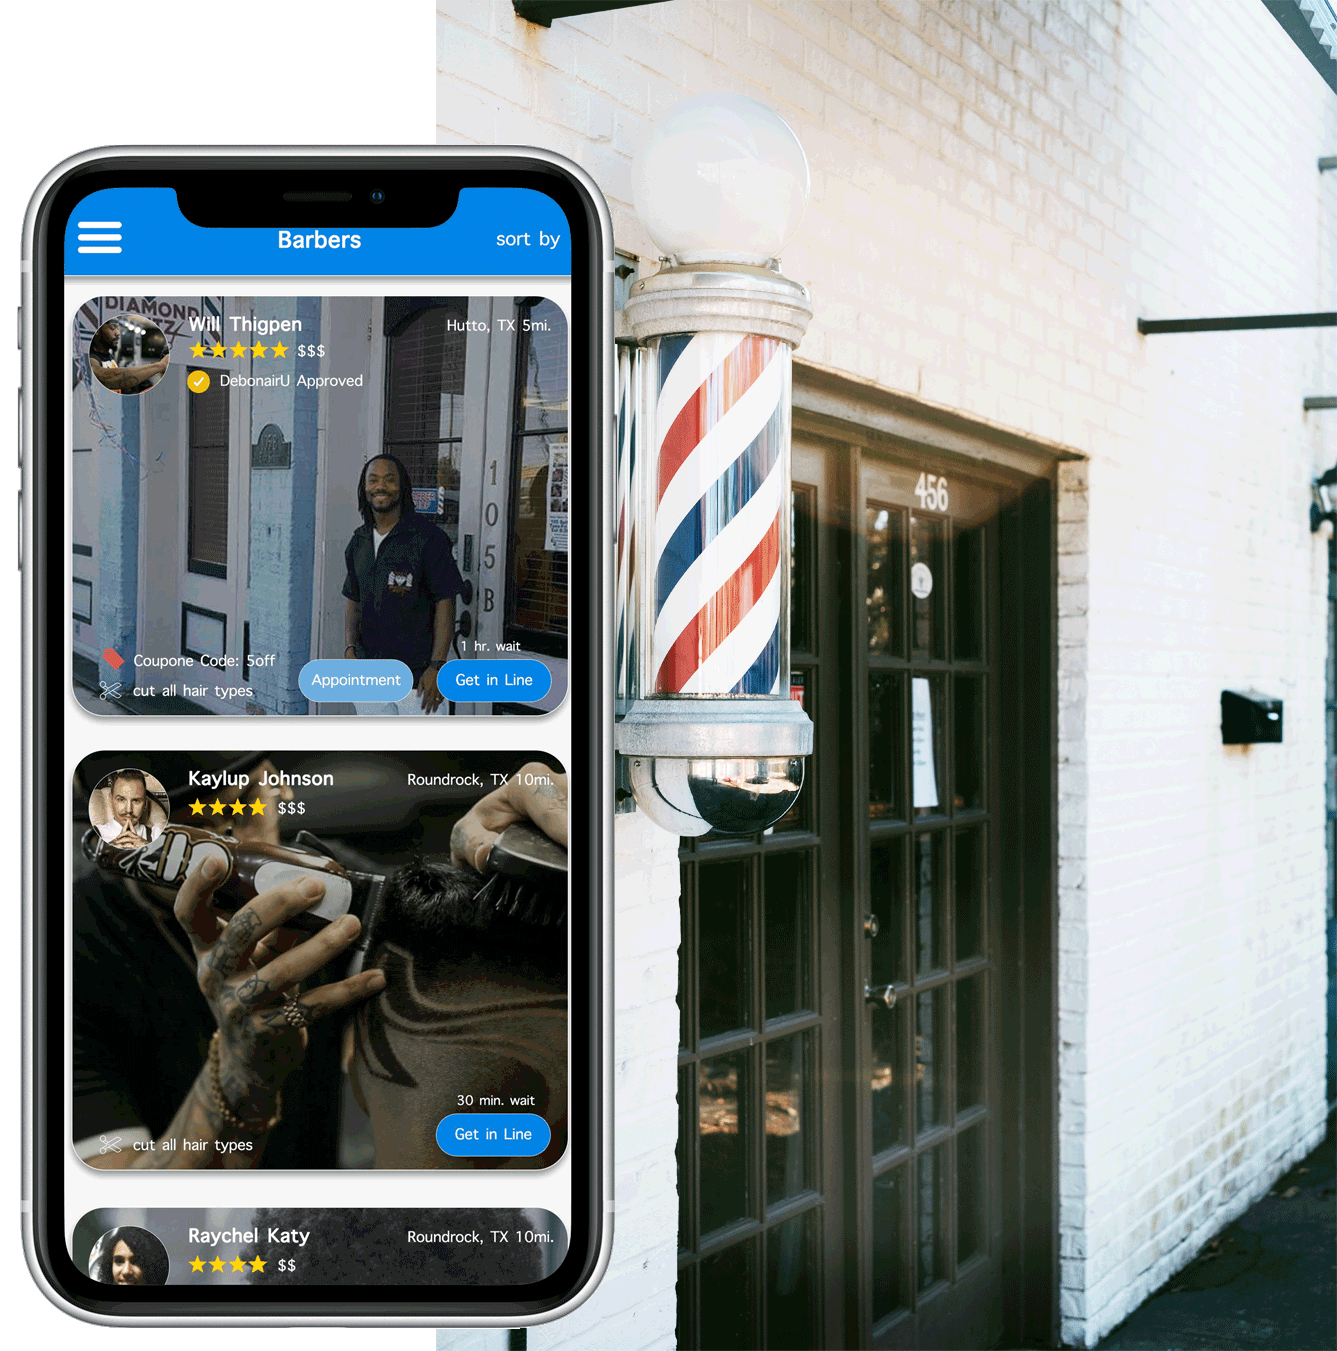 Barbers
sort by
DIAMOND
Will Thigpen
Hutto, TX 5mi.
$$$
DebonairU Approved
105B
1 hr. wait
Coupone Code: 5off
Appointment
Get in Line
cut all hair types
Kaylup Johnson
Roundrock, TX 10mi.
$$$
30 min. wait
Get in Line
cut all hair types
Raychel Katy
Roundrock, TX 10mi.
$$
456